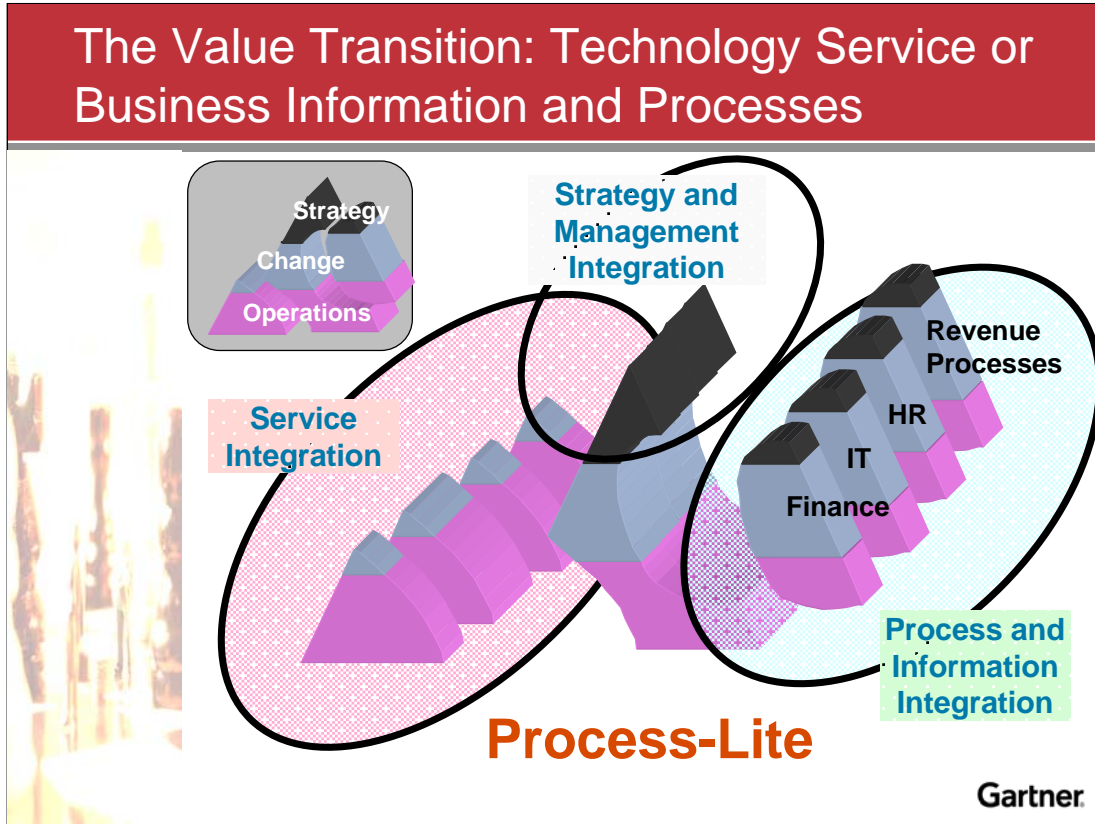 The Value Transition: Technology Service or
Business Information and Processes
Strategy
Change
Operations
Strategy and
Management
Integration
Service
Integration
Revenue
Processes
HR
IT
Finance
Process and
Information
Integration
Process-Lite
Gartner